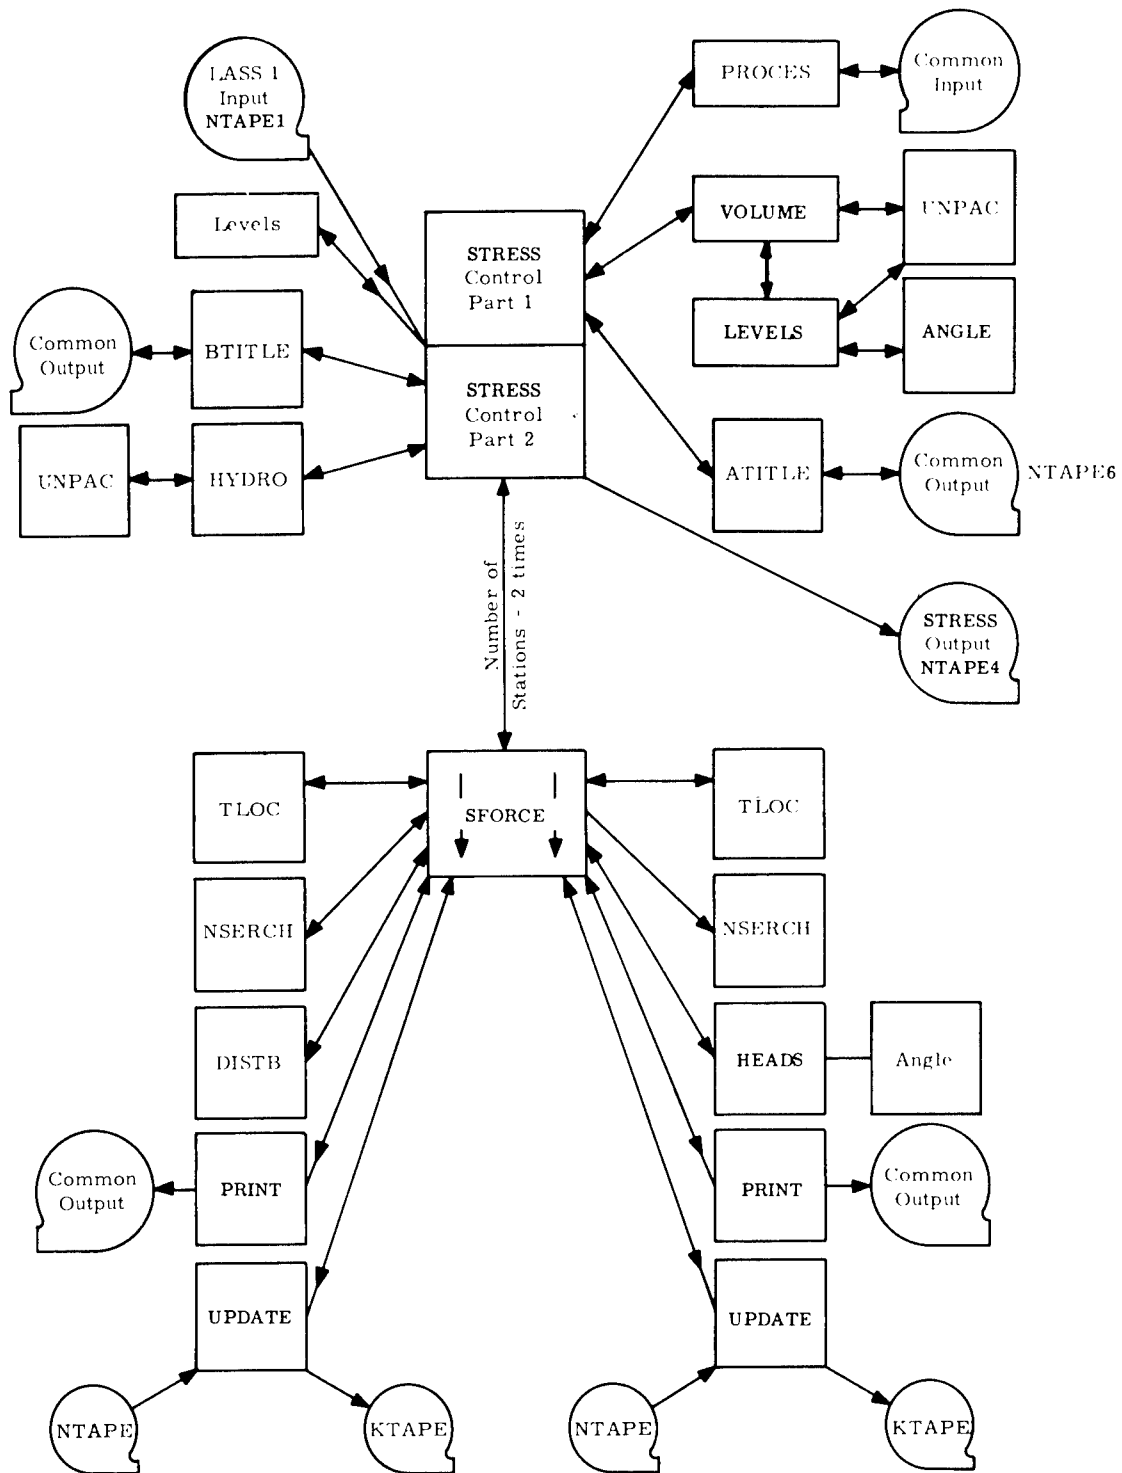 LASS 1
Input
NTAPE1
PROCES
Common
Input
Levels
VOLUME
UNPAC
STRESS
Control
Part 1
LEVELS
ANGLE
Common
Output
BTITLE
STRESS
Control
Part 2
UNPAC
HYDRO
ATITLE
Common
Output
NTAPE6
Number of
Stations - 2 times
STRESS
Output
NTAPE4
TLOC
SFORCE
TLOC
NSERCH
NSERCH
DISTB
HEADS
Angle
Common
Output
PRINT
PRINT
Common
Output
UPDATE
UPDATE
NTAPE
KTAPE
NTAPE
KTAPE